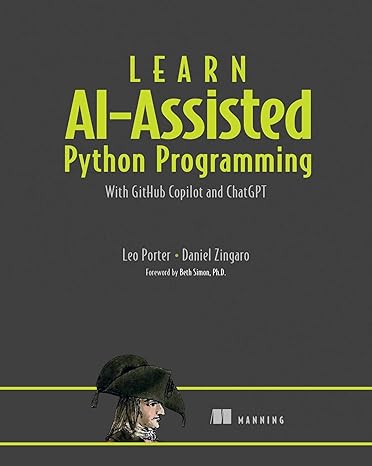 LEARN
AI-Assisted
Python Programming
With GitHub Copilot and ChatGPT
Leo Porter • Daniel Zingaro
Foreword by Beth Simon, Ph.D.
MANNING